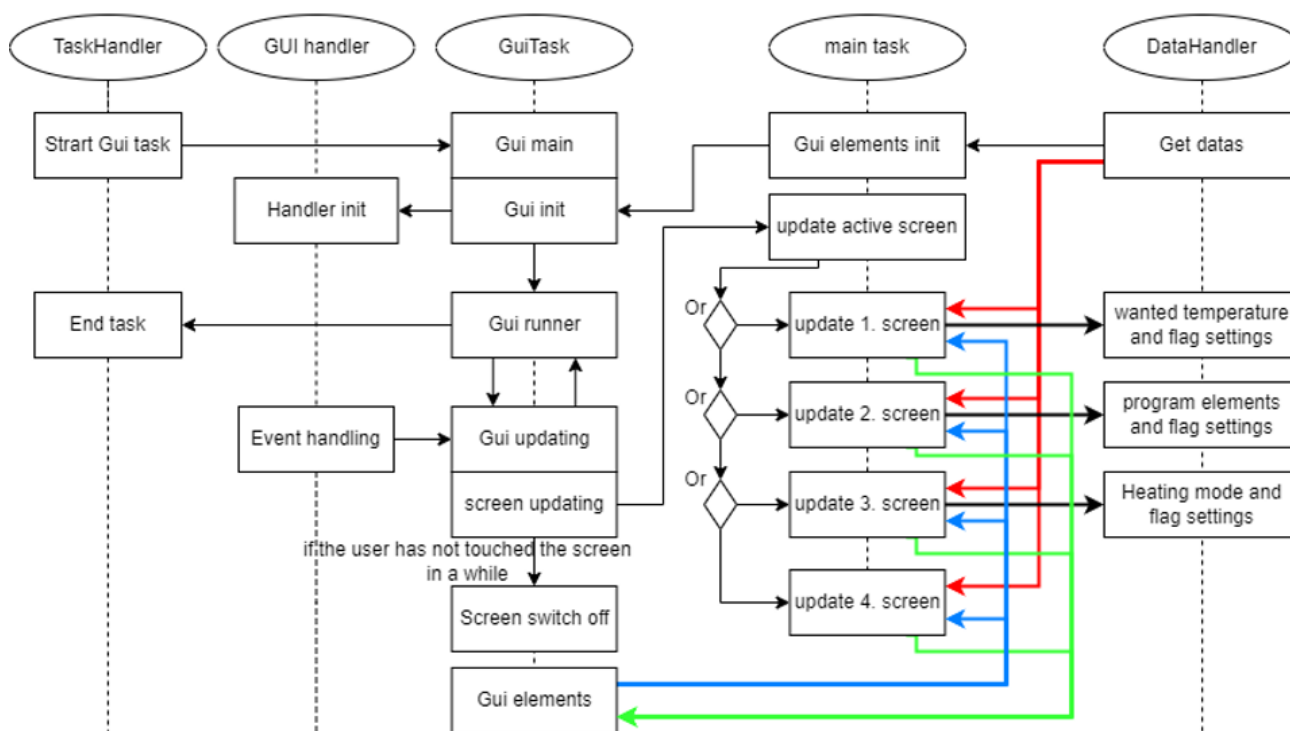 TaskHandler
GUI handler
GuiTask
main task
DataHandler
Strart Gui task
Gui main
Gui elements init
Get datas
Handler init
Gui init
update active screen
End task
Gui runner
Or
update 1. screen
wanted temperature
and flag settings
Event handling
Gui updating
Or
update 2. screen
program elements
and flag settings
screen updating
Or
update 3. screen
Heating mode and
flag settings
if the user has not touched the screen
in a while
Screen switch off
update 4. screen
Gui elements